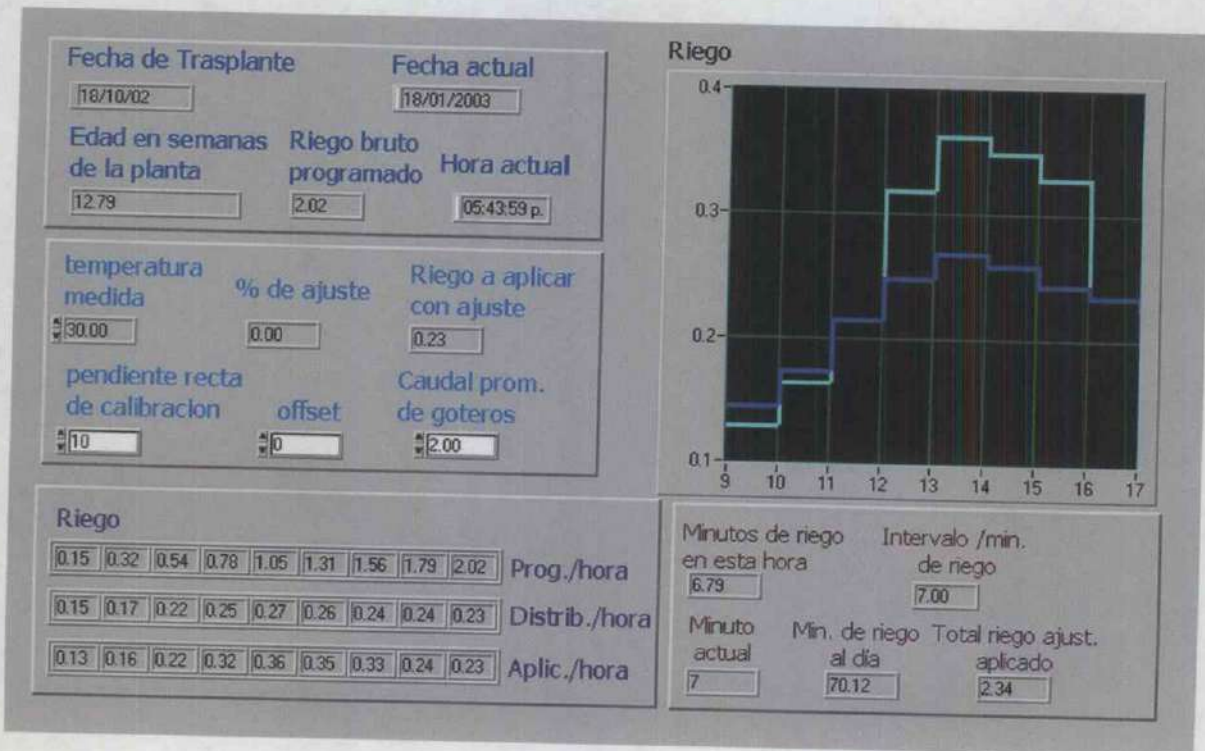 Fecha de Trasplante
Fecha actual
18/10/02
18/01/2003
Edad en semanas
de la planta
Riego bruto
programado
Hora actual
12.79
2.02
05:43:59 p.
temperatura
medida
% de ajuste
Riego a aplicar
con ajuste
30.00
0.00
0.23
pendiente recta
de calibracion
offset
Caudal prom.
de goteros
10
0
2.00
Riego
0.15 0.32 0.54 0.78 1.05 1.31 1.56 1.79 2.02 Prog./hora
0.15 0.17 0.22 0.25 0.27 0.26 0.24 0.24 0.23 Distrib./hora
0.13 0.16 0.22 0.32 0.36 0.35 0.33 0.24 0.23 Aplic./hora
Riego
0.4
0.3
0.2
0.1
9 10 11 12 13 14 15 16 17
Minutos de riego
en esta hora
Intervalo /min.
de riego
6.79
7.00
Minuto
actual
Min. de riego
al día
Total riego ajust.
aplicado
7
70.12
2.34